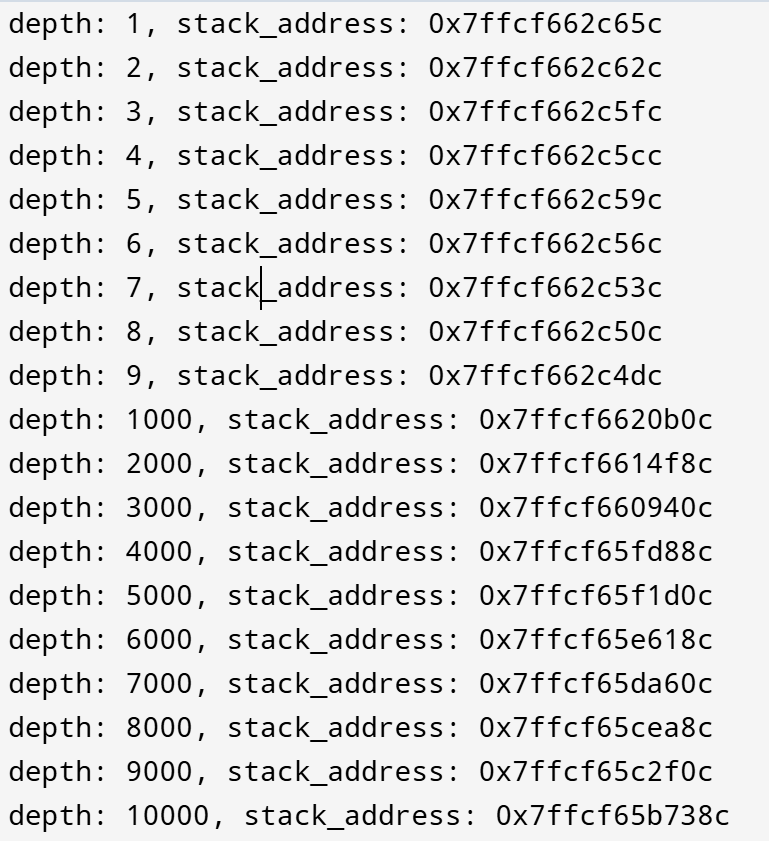 depth: 1, stack_address: 0x7ffcf662c65c
depth: 2, stack_address: 0x7ffcf662c62c
depth: 3, stack_address: 0x7ffcf662c5fc
depth: 4, stack_address: 0x7ffcf662c5cc
depth: 5, stack_address: 0x7ffcf662c59c
depth: 6, stack_address: 0x7ffcf662c56c
depth: 7, stack_address: 0x7ffcf662c53c
depth: 8, stack_address: 0x7ffcf662c50c
depth: 9, stack_address: 0x7ffcf662c4dc
depth: 1000, stack_address: 0x7ffcf6620b0c
depth: 2000, stack_address: 0x7ffcf6614f8c
depth: 3000, stack_address: 0x7ffcf660940c
depth: 4000, stack_address: 0x7ffcf65fd88c
depth: 5000, stack_address: 0x7ffcf65f1d0c
depth: 6000, stack_address: 0x7ffcf65e618c
depth: 7000, stack_address: 0x7ffcf65da60c
depth: 8000, stack_address: 0x7ffcf65cea8c
depth: 9000, stack_address: 0x7ffcf65c2f0c
depth: 10000, stack_address: 0x7ffcf65b738c